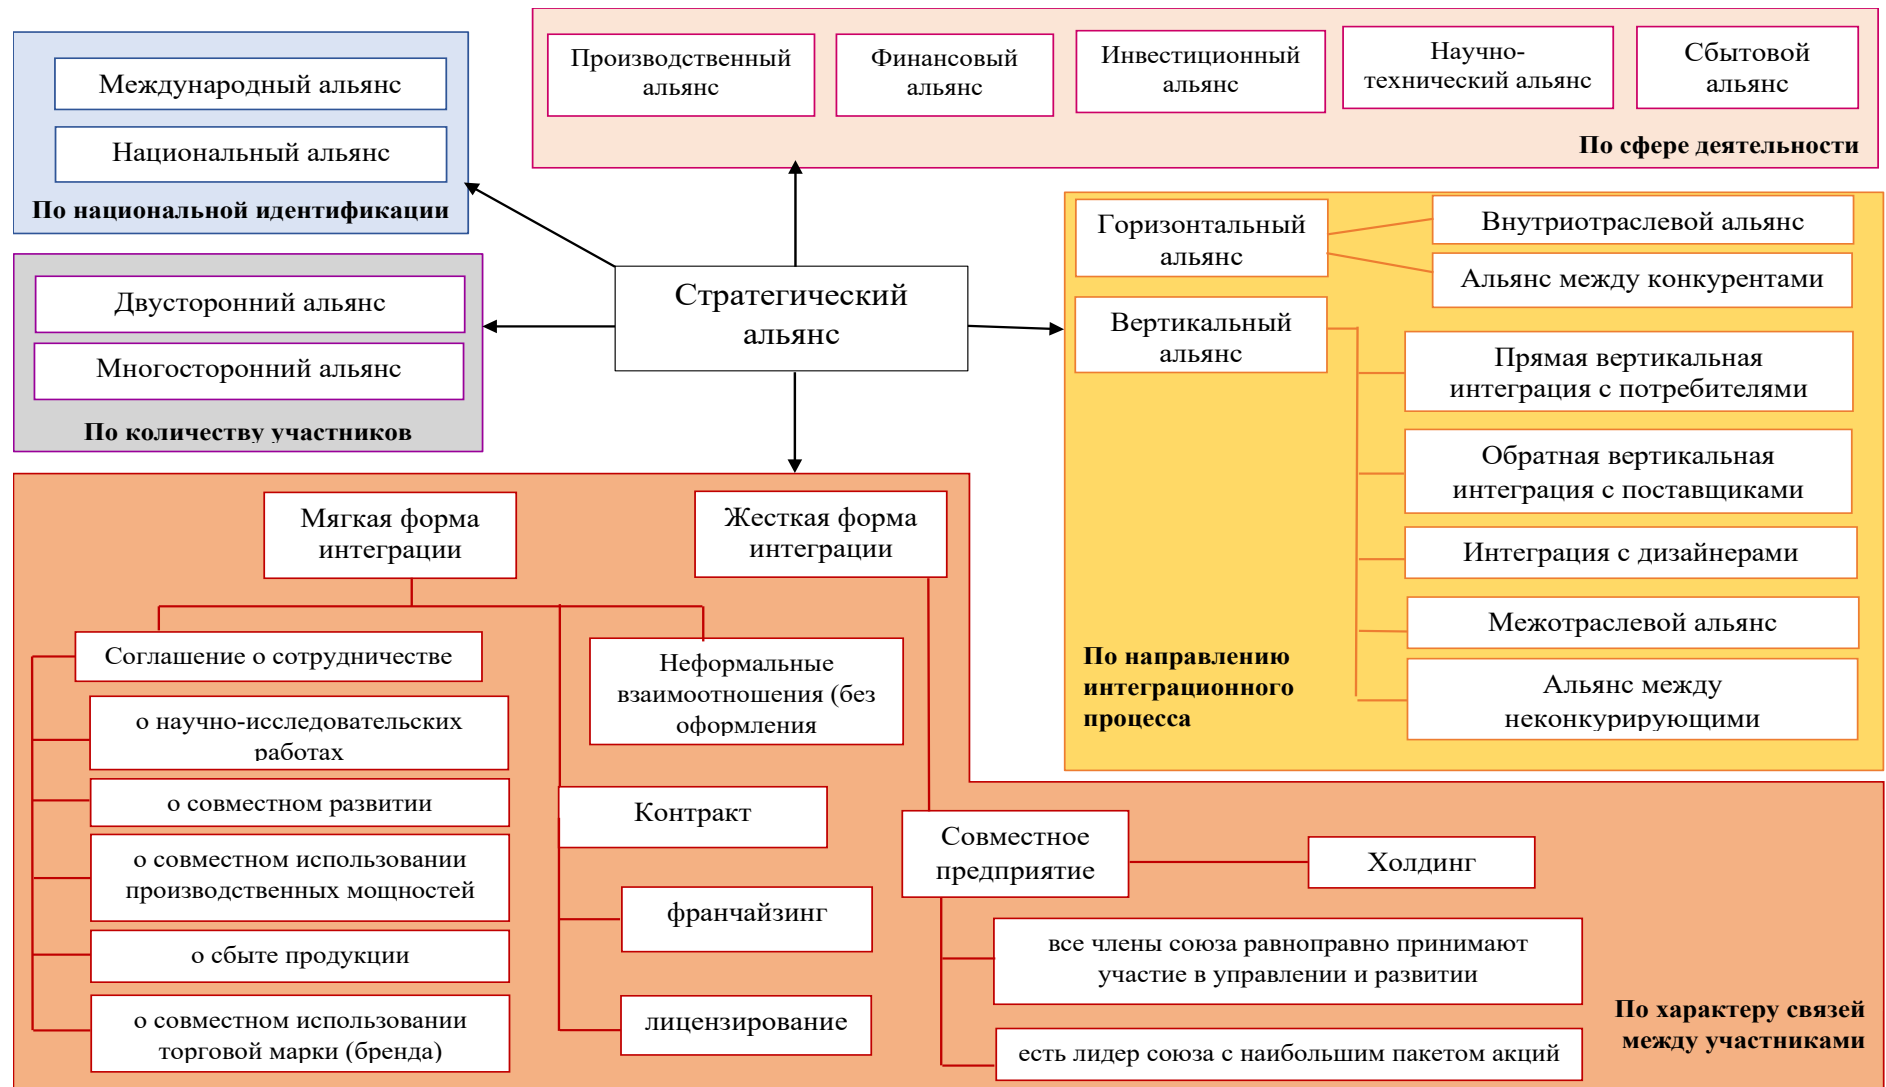 Международный альянс
Национальный альянс
По национальной идентификации
Производственный
альянс
Финансовый
альянс
Инвестиционный
альянс
Научно-
технический альянс
Сбытовой
альянс
По сфере деятельности
Двусторонний альянс
Многосторонний альянс
По количеству участников
Стратегический
альянс
Горизонтальный
альянс
Внутриотраслевой альянс
Альянс между конкурентами
Вертикальный
альянс
Прямая вертикальная
интеграция с потребителями
Обратная вертикальная
интеграция с поставщиками
Интеграция с дизайнерами
Межотраслевой альянс
Альянс между
неконкурирующими
По направлению
интеграционного
процесса
Мягкая форма
интеграции
Жесткая форма
интеграции
Соглашение о сотрудничестве
о научно-исследовательских
работах
о совместном развитии
о совместном использовании
производственных мощностей
о сбыте продукции
о совместном использовании
торговой марки (бренда)
Неформальные
взаимоотношения (без
оформления
Контракт
франчайзинг
лицензирование
Совместное
предприятие
Холдинг
все члены союза равноправно принимают
участие в управлении и развитии
есть лидер союза с наибольшим пакетом акций
По характеру связей
между участниками